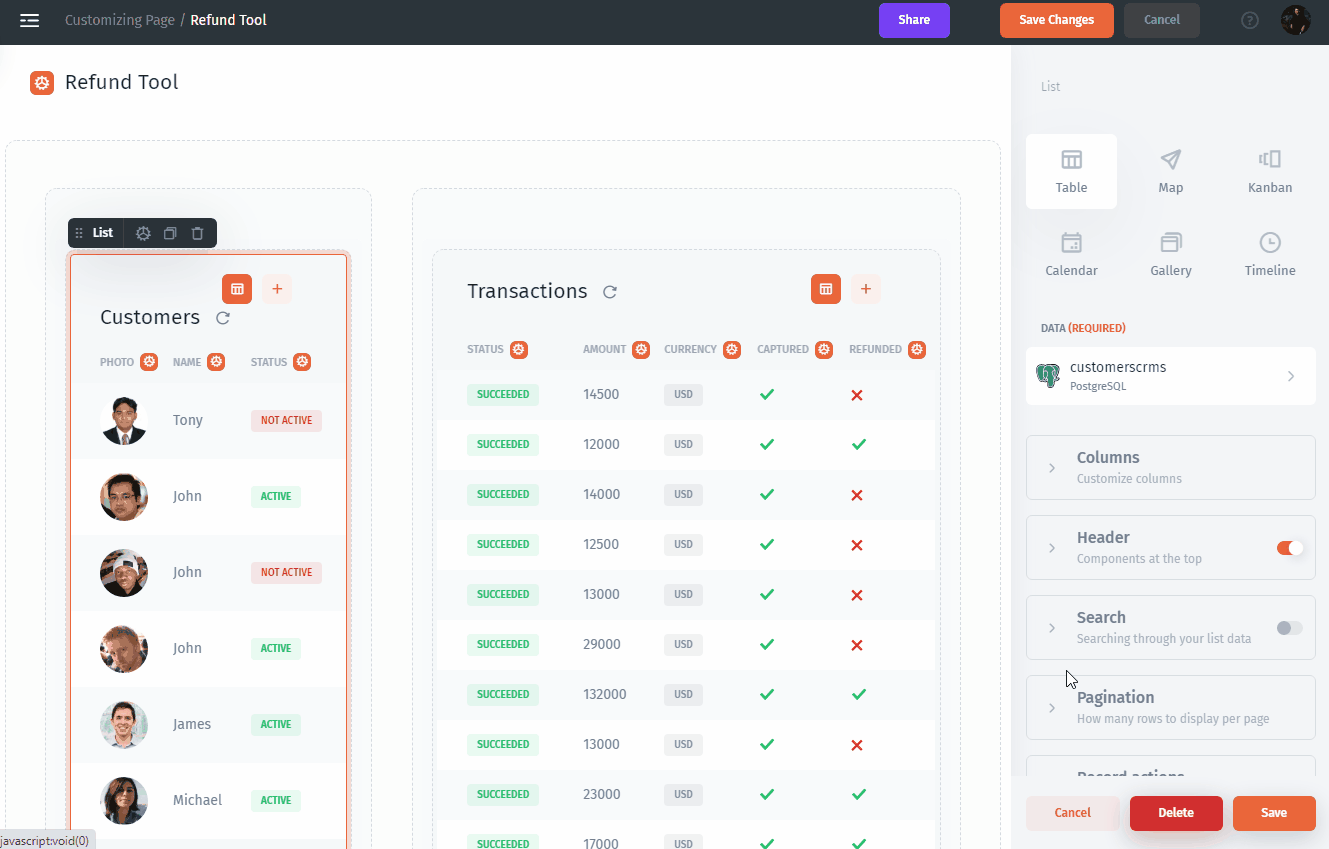 Customizing Page / Refund Tool
Share
Save Changes
Cancel
?
Refund Tool
List
Customers
PHOTO NAME STATUS
Tony NOT ACTIVE
John ACTIVE
John NOT ACTIVE
John ACTIVE
James ACTIVE
Michael ACTIVE
javascript:void(0)
Transactions
STATUS AMOUNT CURRENCY CAPTURED REFUNDED
SUCCEEDED 14500 USD
SUCCEEDED 12000 USD
SUCCEEDED 14000 USD
SUCCEEDED 12500 USD
SUCCEEDED 13000 USD
SUCCEEDED 29000 USD
SUCCEEDED 132000 USD
SUCCEEDED 13000 USD
SUCCEEDED 23000 USD
SUCCEEDED 17000 USD
List
Table Map Kanban
Calendar Gallery Timeline
DATA (REQUIRED)
customerscrms
PostgreSQL
Columns
Customize columns
Header
Components at the top
Search
Searching through your list data
Pagination
How many rows to display per page
Record actions
Cancel Delete Save